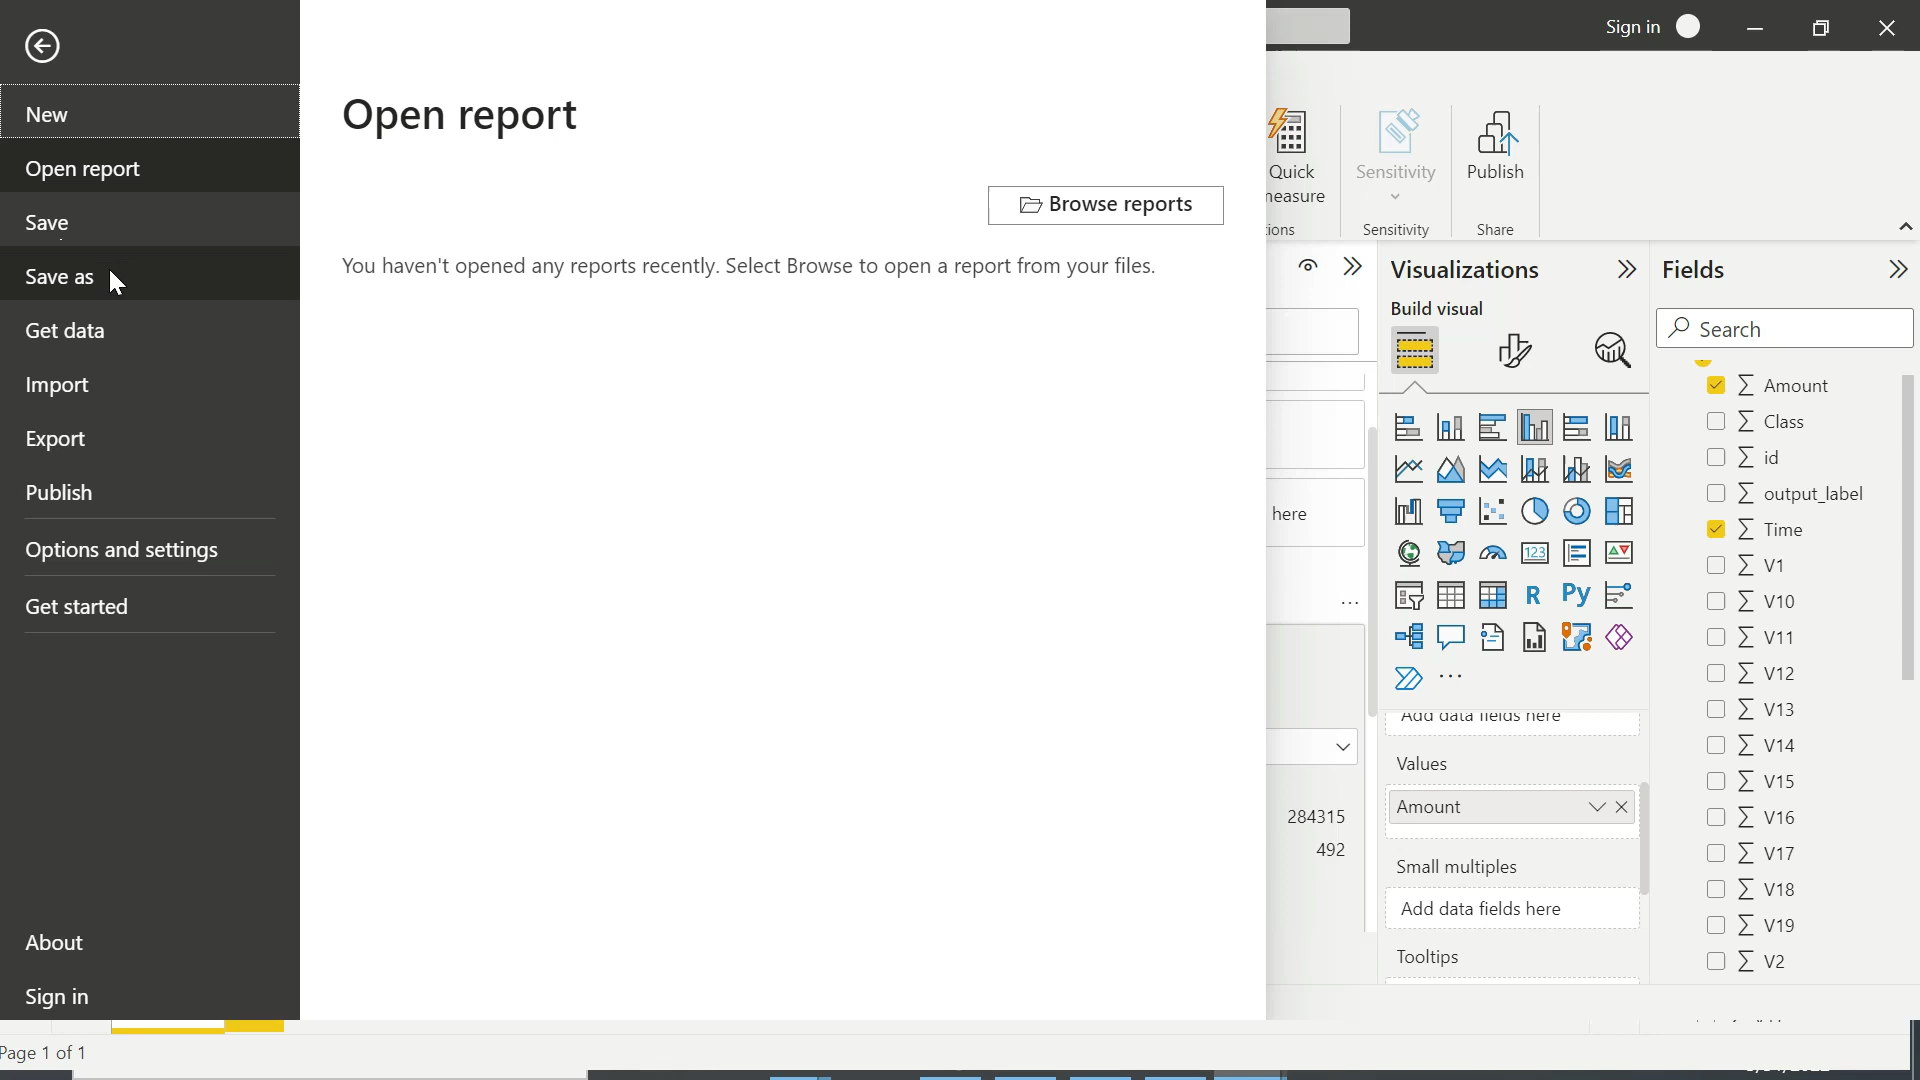 Sign in
New
Open report
Save
Save as
Get data
Import
Export
Publish
Options and settings
Get started
About
Sign in
Open report
Browse reports
You haven't opened any reports recently. Select Browse to open a report from your files.
Quick
Sensitivity
Publish
Sensitivity
Share
here
284315
492
Visualizations
Build visual
Add data fields here
Values
Amount
Small multiples
Add data fields here
Tooltips
Fields
Search
Amount
Class
id
output_label
Time
V1
V10
V11
V12
V13
V14
V15
V16
V17
V18
V19
V2
Page 1 of 1